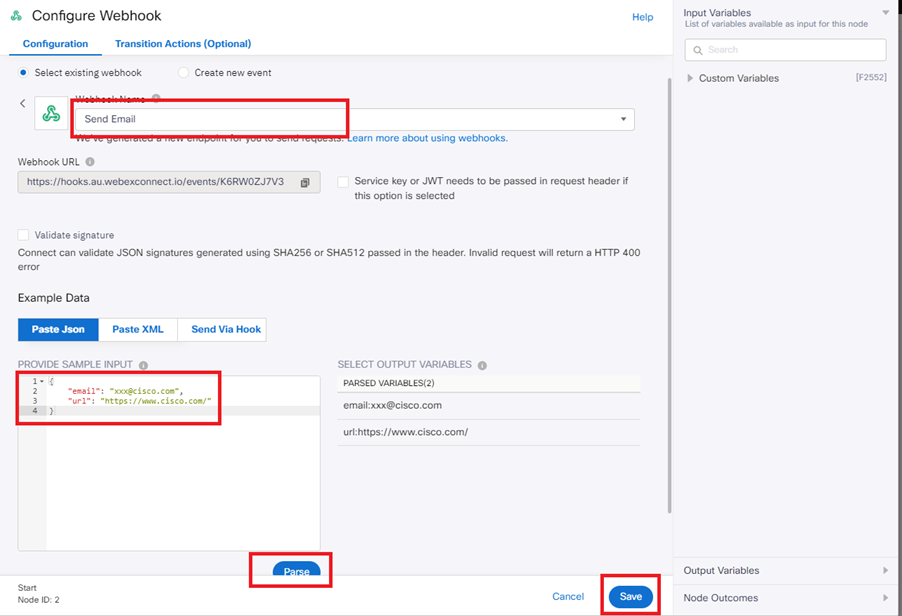 Configure Webhook
Help
Configuration
Transition Actions (Optional)
Select existing webhook
Create new event
Webhook Name
Send Email
We've generated a new endpoint for you to send requests. Learn more about using webhooks.
Webhook URL
https://hooks.au.webexconnect.io/events/K6RW0ZJ7V3
Service key or JWT needs to be passed in request header if
this option is selected
Validate signature
Connect can validate JSON signatures generated using SHA256 or SHA512 passed in the header. Invalid request will return a HTTP 400
error
Example Data
Paste Json
Paste XML
Send Via Hook
PROVIDE SAMPLE INPUT
1 {
2 "email": "xxx@cisco.com",
3 "url": "https://www.cisco.com/"
4 }
SELECT OUTPUT VARIABLES
PARSED VARIABLES(2)
email:xxx@cisco.com
url:https://www.cisco.com/
Parse
Start
Node ID: 2
Cancel
Save
Input Variables
List of variables available as input for this node
Search
Custom Variables
[F2552]
Output Variables
Node Outcomes